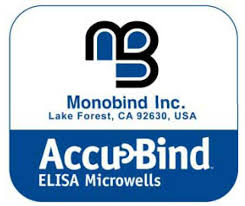 Monobind Inc.
Lake Forest, CA 92630, USA
AccuBind
ELISA Microwells